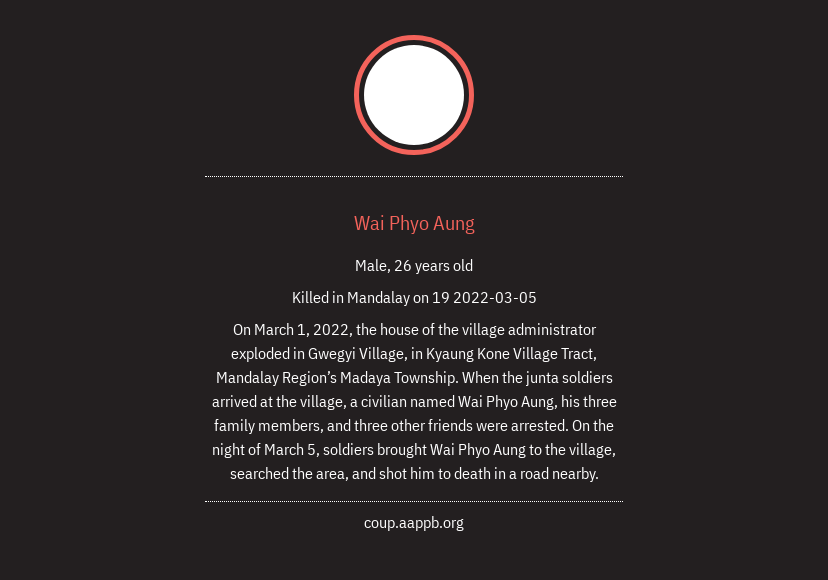 Wai Phyo Aung
Male, 26 years old
Killed in Mandalay on 19 2022-03-05
On March 1, 2022, the house of the village administrator
exploded in Gwegyi Village, in Kyaung Kone Village Tract,
Mandalay Region’s Madaya Township. When the junta soldiers
arrived at the village, a civilian named Wai Phyo Aung, his three
family members, and three other friends were arrested. On the
night of March 5, soldiers brought Wai Phyo Aung to the village,
searched the area, and shot him to death in a road nearby.
coup.aappb.org